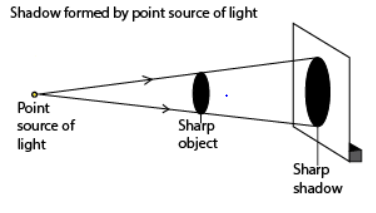 Shadow formed by point source of light
Point
source of
light
Sharp
object
Sharp
shadow